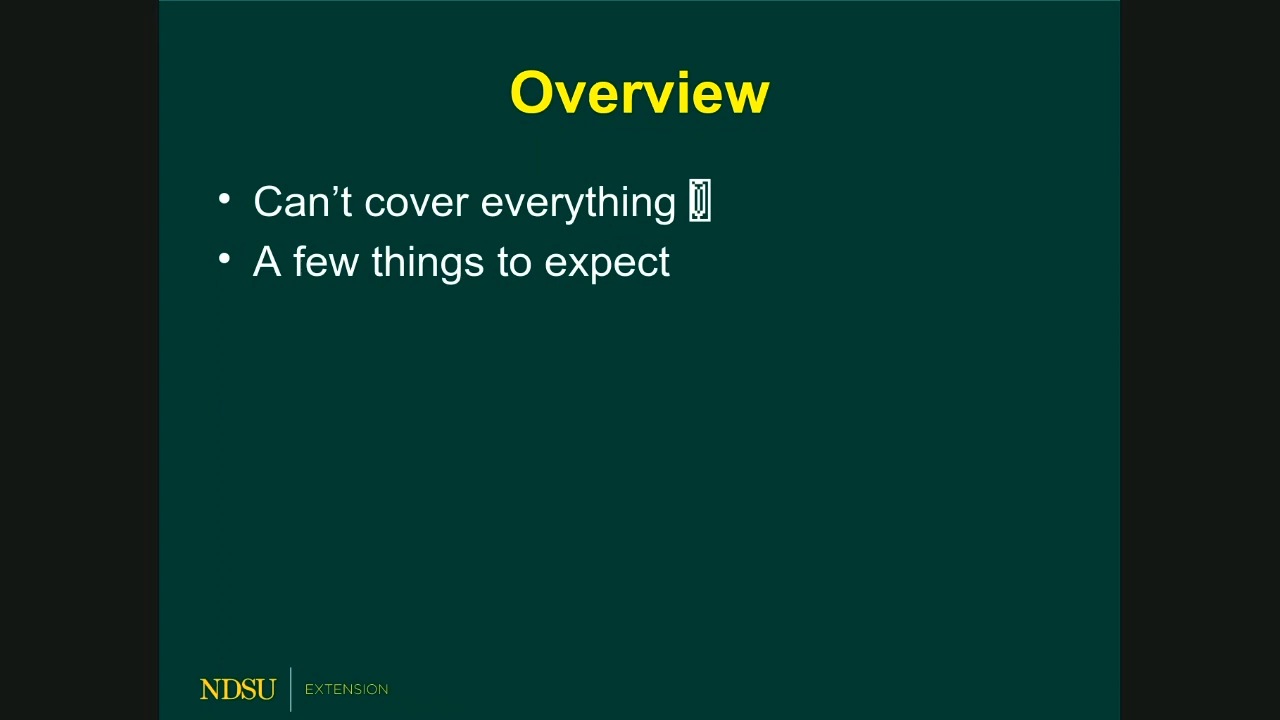 Overview
• Can’t cover everything
• A few things to expect
NDSU | EXTENSION